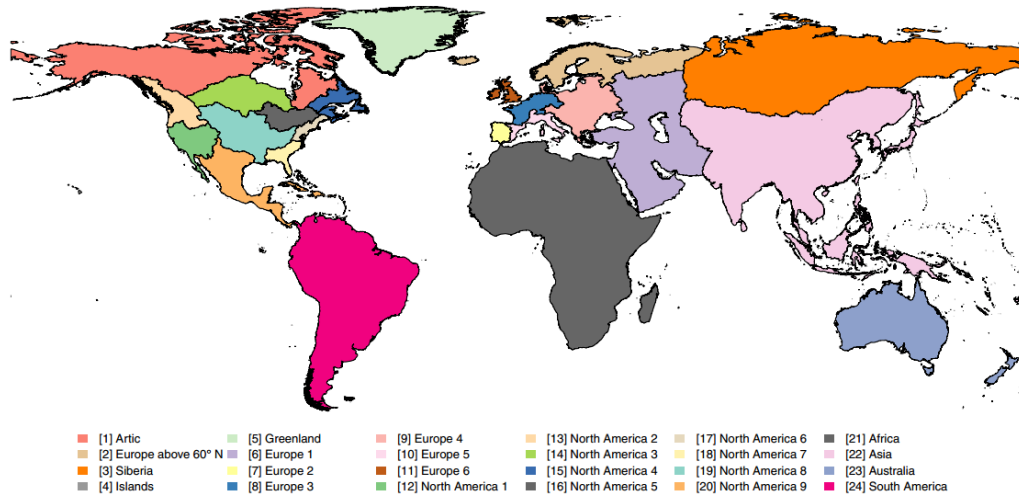 [1] Artic
[2] Europe above 60° N
[3] Siberia
[4] Islands
[5] Greenland
[6] Europe 1
[7] Europe 2
[8] Europe 3
[9] Europe 4
[10] Europe 5
[11] Europe 6
[12] North America 1
[13] North America 2
[14] North America 3
[15] North America 4
[16] North America 5
[17] North America 6
[18] North America 7
[19] North America 8
[20] North America 9
[21] Africa
[22] Asia
[23] Australia
[24] South America